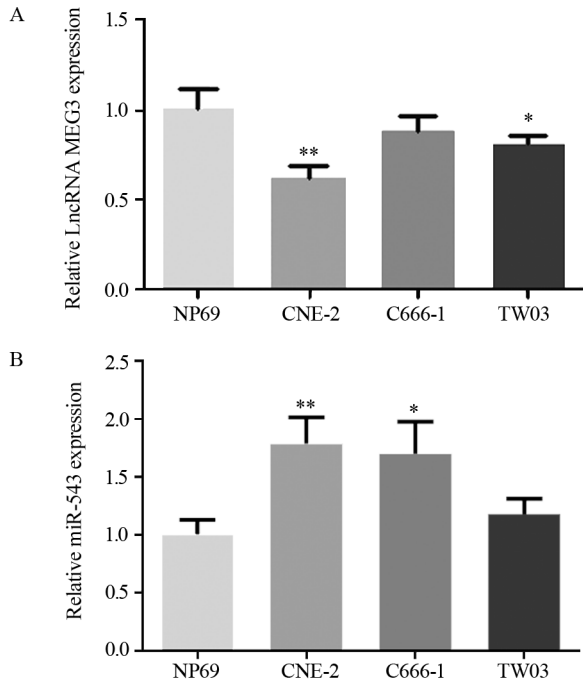 A
Relative LncRNA MEG3 expression
1.5
1.0
0.5
0.0
**
*
NP69 CNE-2 C666-1 TW03
B
Relative miR-543 expression
2.5
2.0
1.5
1.0
0.5
0.0
**
*
NP69 CNE-2 C666-1 TW03